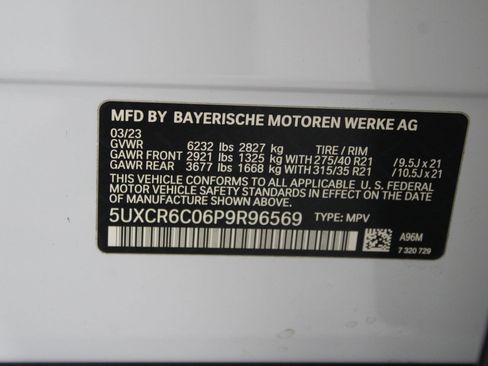 MFD BY BAYERISCHE MOTOREN WERKE AG
03/23
GVWR 6232 lbs 2827 kg TIRE / RIM
GAWR FRONT 2921 lbs 1325 kg WITH 275/40 R21 /9.5J x 21
GAWR REAR 3677 lbs 1668 kg WITH 315/35 R21 /10.5J x 21
THIS VEHICLE CONFORMS TO ALL APPLICABLE U.S. FEDERAL
MOTOR VEHICLE SAFETY STANDARDS IN EFFECT ON THE DATE
OF MANUFACTURE SHOWN ABOVE.
5UXCR6C06P9R96569 TYPE: MPV
A96M
7 320 729